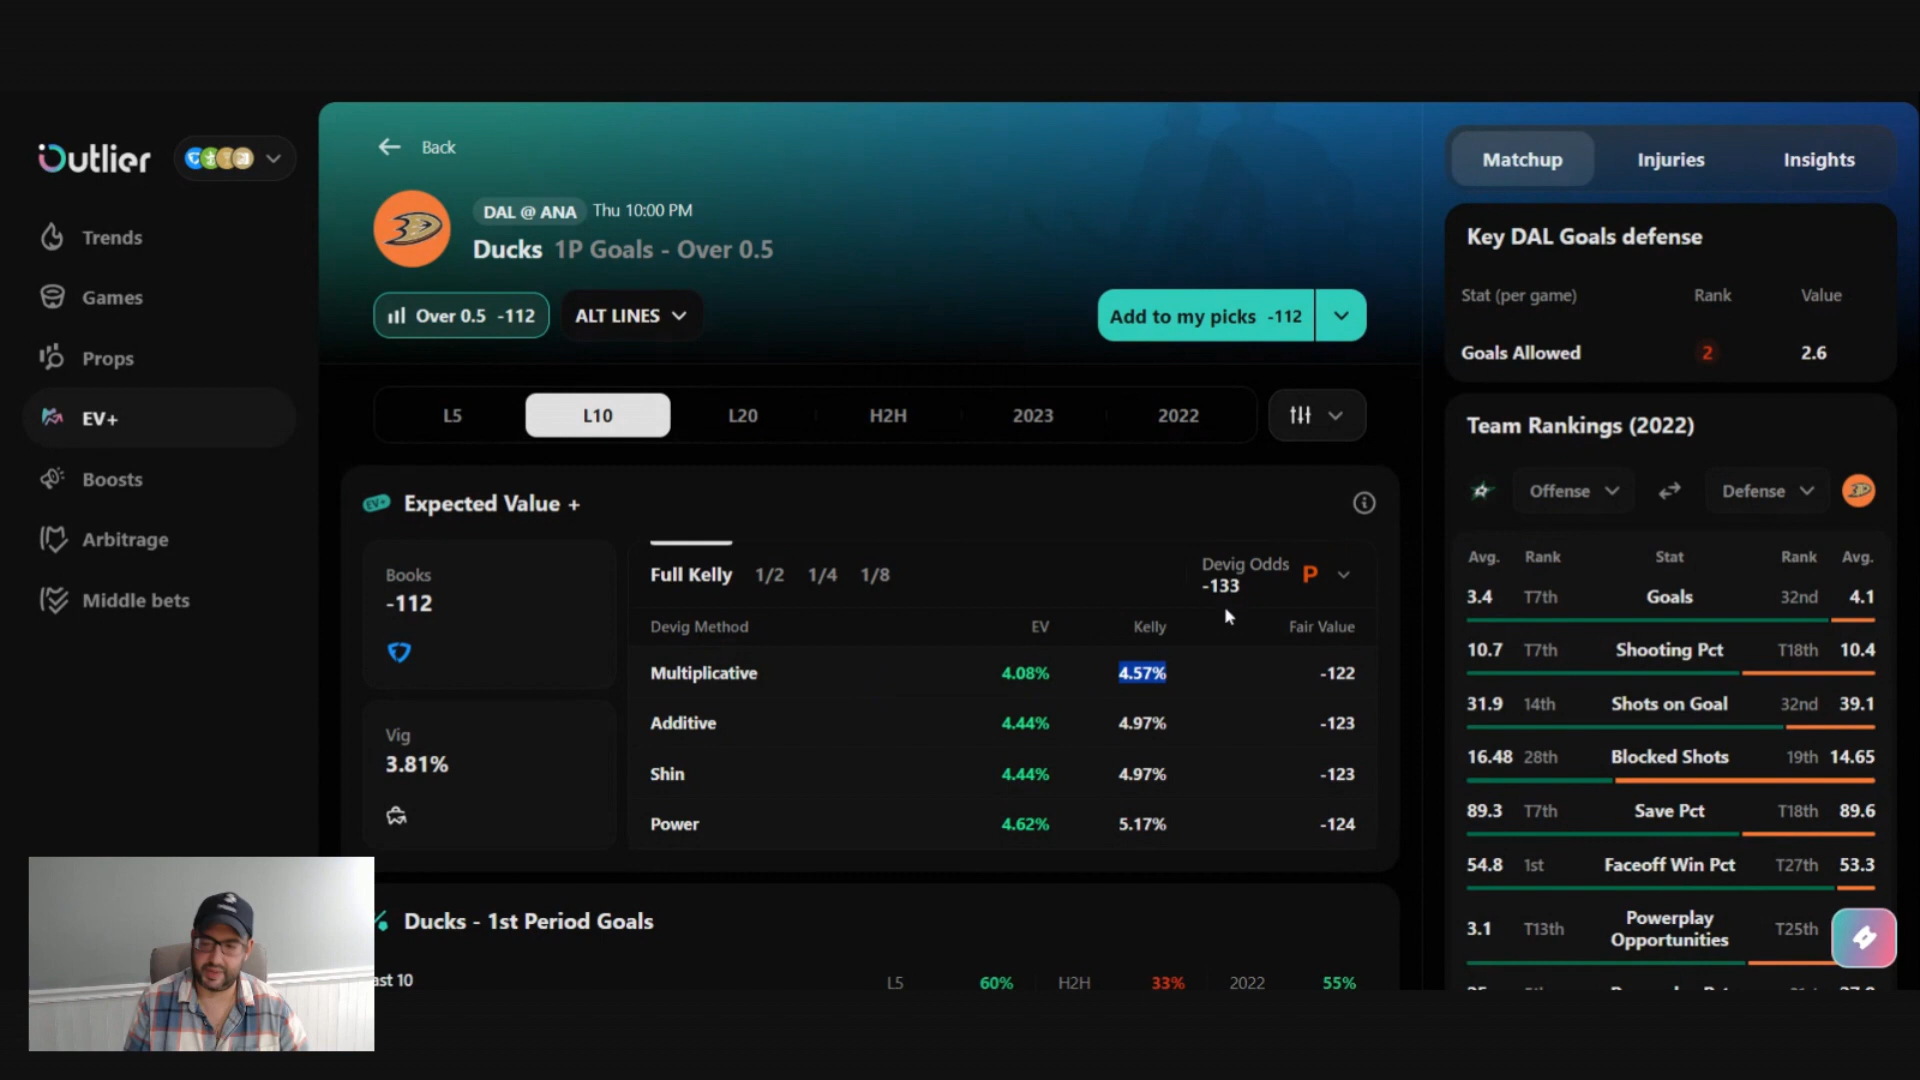 Outlier
Trends
Games
Props
EV+
Boosts
Arbitrage
Middle bets
Back
DAL @ ANA Thu 10:00 PM
Ducks 1P Goals - Over 0.5
Over 0.5 -112 ALT LINES
Add to my picks -112
L5 L10 L20 H2H 2023 2022
EV+ Expected Value +
Books
-112
Vig
3.81%
Full Kelly 1/2 1/4 1/8
Devig Odds
-133 P
Devig Method EV Kelly Fair Value
Multiplicative 4.08% 4.57% -122
Additive 4.44% 4.97% -123
Shin 4.44% 4.97% -123
Power 4.62% 5.17% -124
Ducks - 1st Period Goals
ast 10 L5 60% H2H 33% 2022 55%
Matchup Injuries Insights
Key DAL Goals defense
Stat (per game) Rank Value
Goals Allowed 2 2.6
Team Rankings (2022)
Offense Defense
Avg. Rank Stat Rank Avg.
3.4 T7th Goals 32nd 4.1
10.7 T7th Shooting Pct T18th 10.4
31.9 14th Shots on Goal 32nd 39.1
16.48 28th Blocked Shots 19th 14.65
89.3 T7th Save Pct T18th 89.6
54.8 1st Faceoff Win Pct T27th 53.3
3.1 T13th Powerplay Opportunities T25th